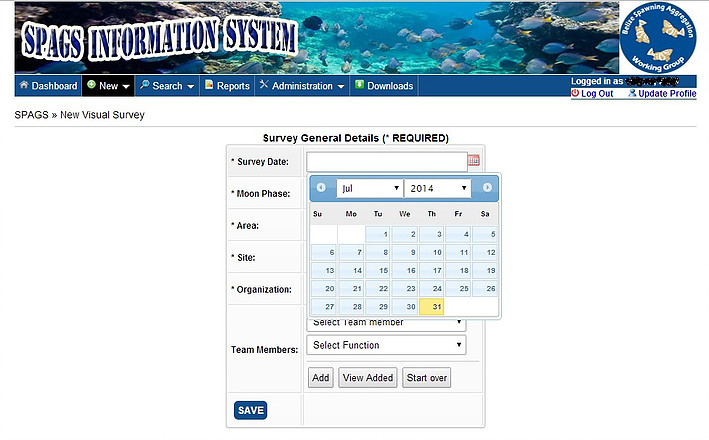 SPAGS INFORMATION SYSTEM
Belize Spawning Aggregation
Working Group
Dashboard New Search Reports Administration Downloads
Logged in as
Log Out Update Profile
SPAGS » New Visual Survey
Survey General Details (* REQUIRED)
* Survey Date:
* Moon Phase:
* Area:
* Site:
* Organization:
Jul 2014
Su Mo Tu We Th Fr Sa
1 2 3 4 5
6 7 8 9 10 11 12
13 14 15 16 17 18 19
20 21 22 23 24 25 26
27 28 29 30 31
Select Team member
Team Members:
Select Function
Add View Added Start over
SAVE